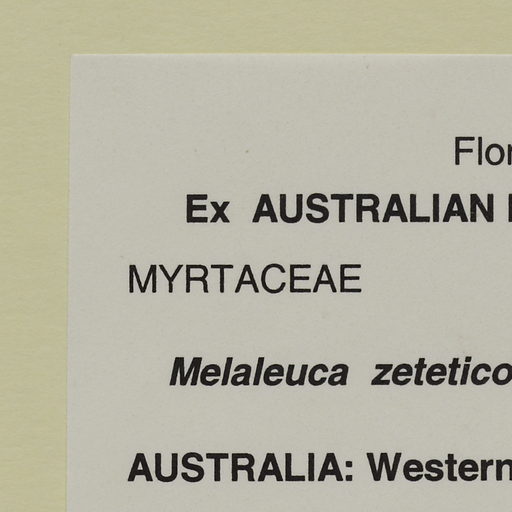 Flor
Ex AUSTRALIAN
MYRTACEAE
Melaleuca zetetico
AUSTRALIA: Western